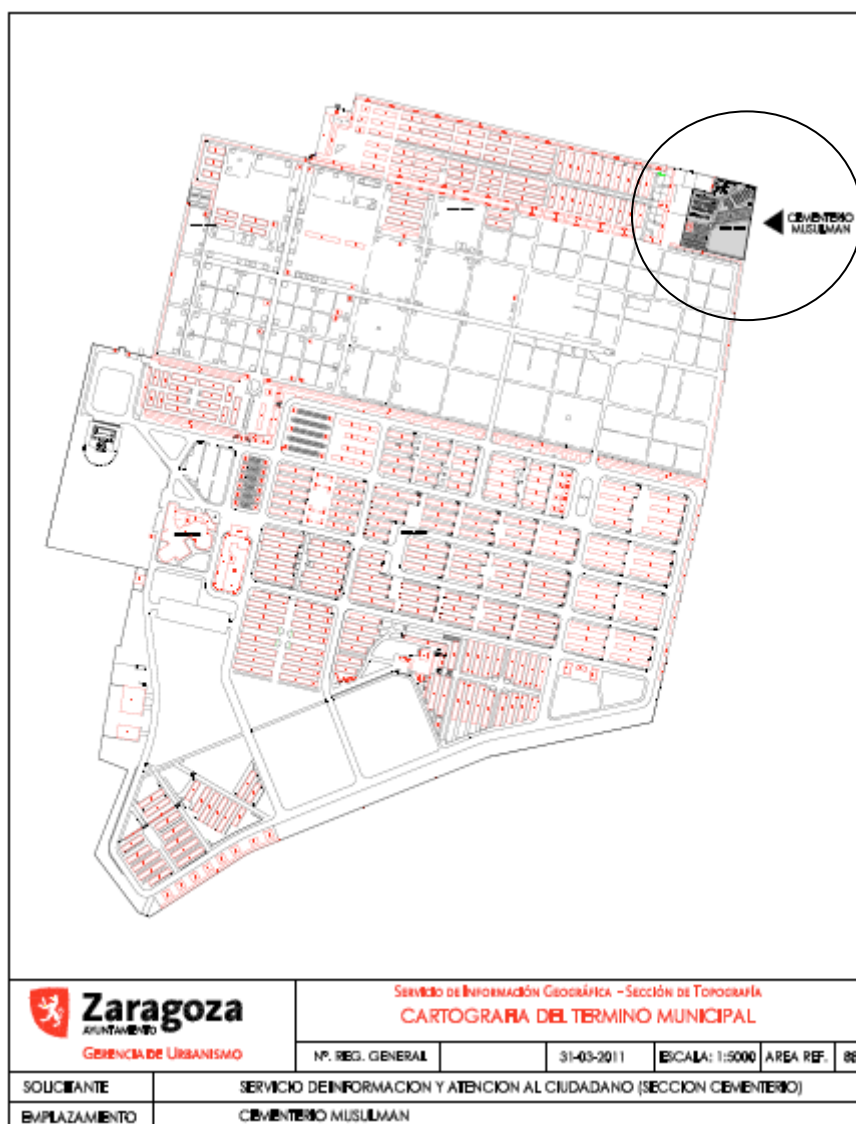 CEMENTERIO
MUSULMAN
Zaragoza
AYUNTAMIENTO
GERENCIA DE URBANISMO
SERVICIO DE INFORMACIÓN GEOGRÁFICA - SECCIÓN DE TOPOGRAFÍA
CARTOGRAFIA DEL TERMINO MUNICIPAL
Nº. REG. GENERAL
31-03-2011
ESCALA: 1:5000
AREA REF.
SOLICITANTE
SERVICIO DE INFORMACION Y ATENCION AL CIUDADANO (SECCION CEMENTERIO)
EMPLAZAMIENTO
CEMENTERIO MUSULMAN